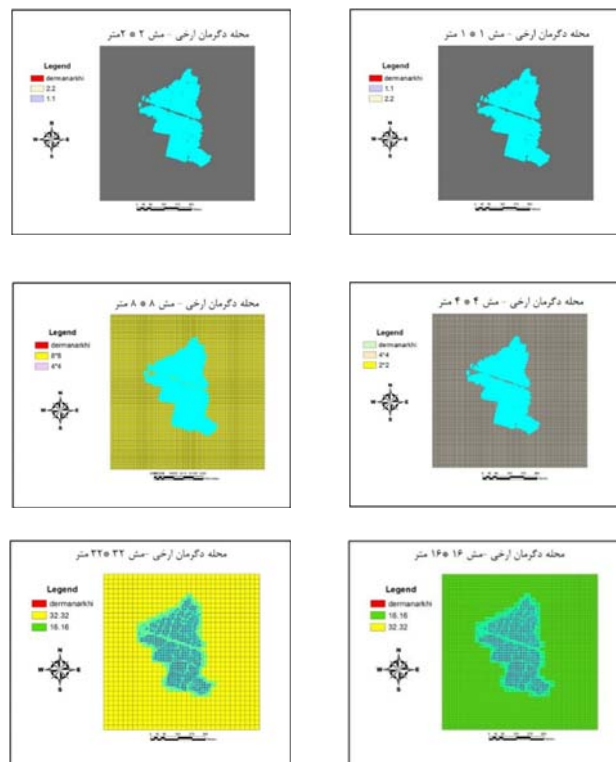 محله دگرمان ارخی - مش ۱ * ۱ متر
Legend
dermanarkhi
1.1
2.2
N
W E
S
محله دگرمان ارخی - مش ۲ * ۲ متر
Legend
dermanarkhi
2.2
1.1
N
W E
S
محله دگرمان ارخی - مش ۴ * ۴ متر
Legend
dermanarkhi
4*4
2*2
N
W E
S
محله دگرمان ارخی - مش ۸ * ۸ متر
Legend
dermanarkhi
8*8
4*4
N
W E
S
محله دگرمان ارخی -مش ۱۶ *۱۶ متر
Legend
dermanarkhi
16.16
32.32
N
W E
S
محله دگرمان ارخی -مش ۳۲ *۳۲ متر
Legend
dermanarkhi
32.32
16.16
N
W E
S